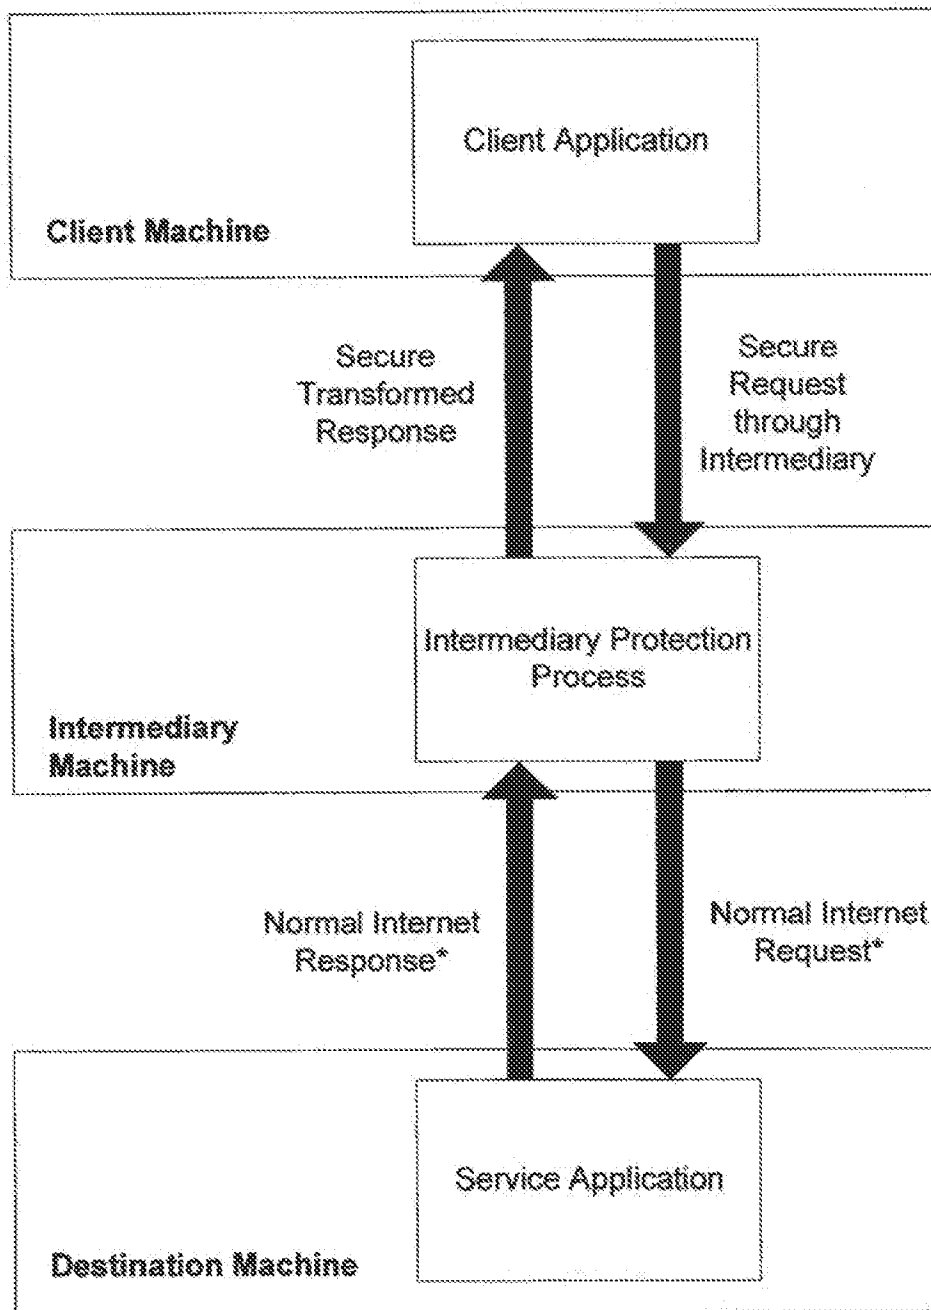 Client Application
Client Machine
Secure
Transformed
Response
Secure
Request
through
Intermediary
Intermediary Protection
Process
Intermediary
Machine
Normal Internet
Response*
Normal Internet
Request*
Service Application
Destination Machine